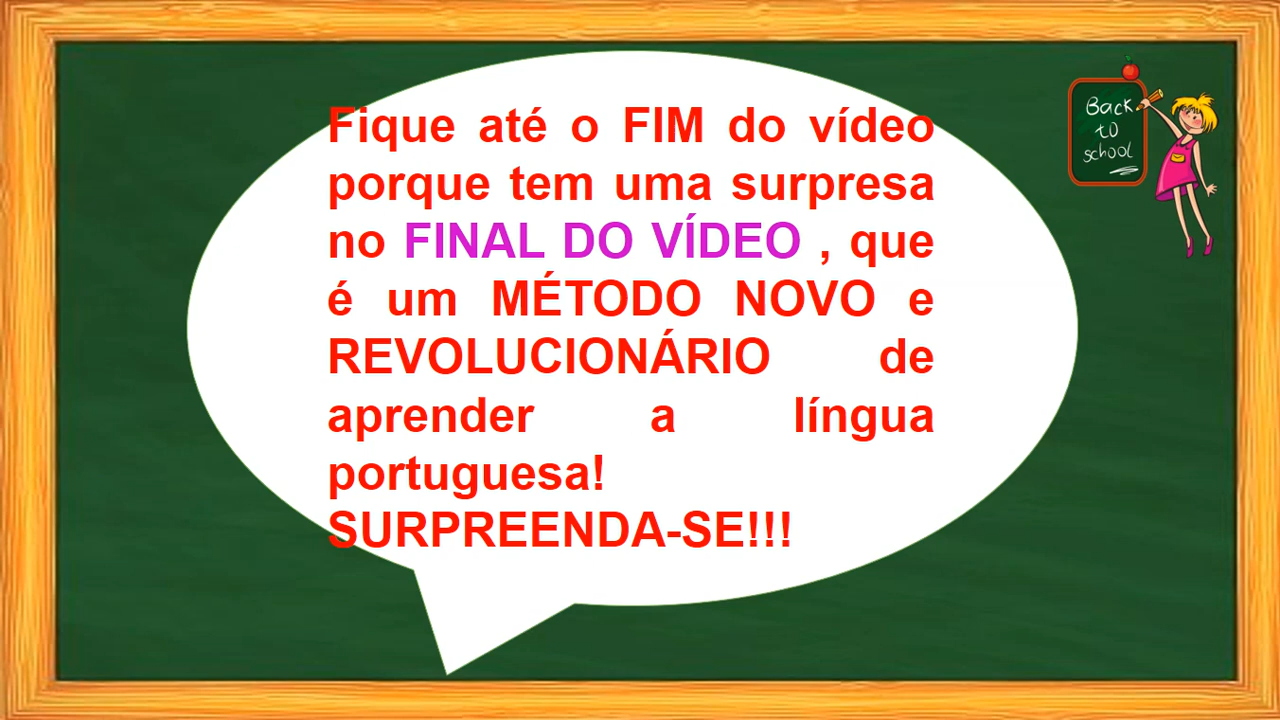 Fique até o FIM do vídeo
porque tem uma surpresa
no FINAL DO VÍDEO , que
é um MÉTODO NOVO e
REVOLUCIONÁRIO de
aprender a língua
portuguesa!
SURPREENDA-SE!!!
Back
to
school